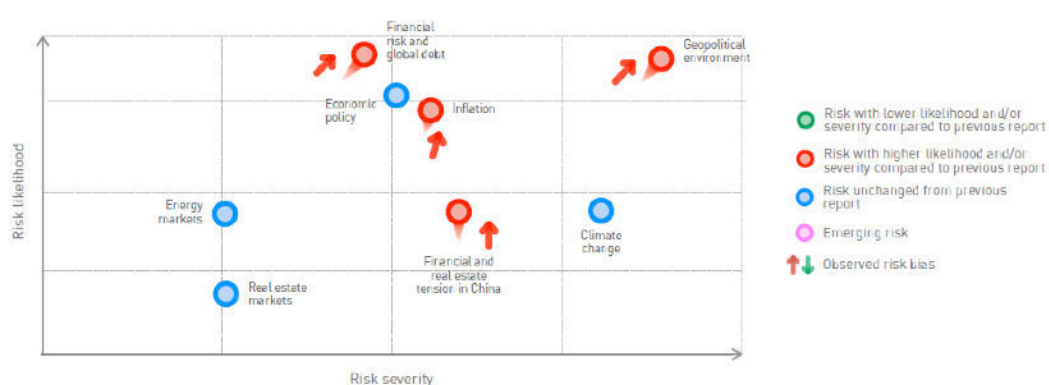 Financial
risk and
global debt
Geopolitical
environment
Economic
policy
Inflation
Risk likelihood
Energy
markets
Climate
change
Financial and
real estate
tension in China
Real estate
markets
Risk severity
Risk with lower likelihood and/or
severity compared to previous report
Risk with higher likelihood and/or
severity compared to previous report
Risk unchanged from previous
report
Emerging risk
Observed risk bias